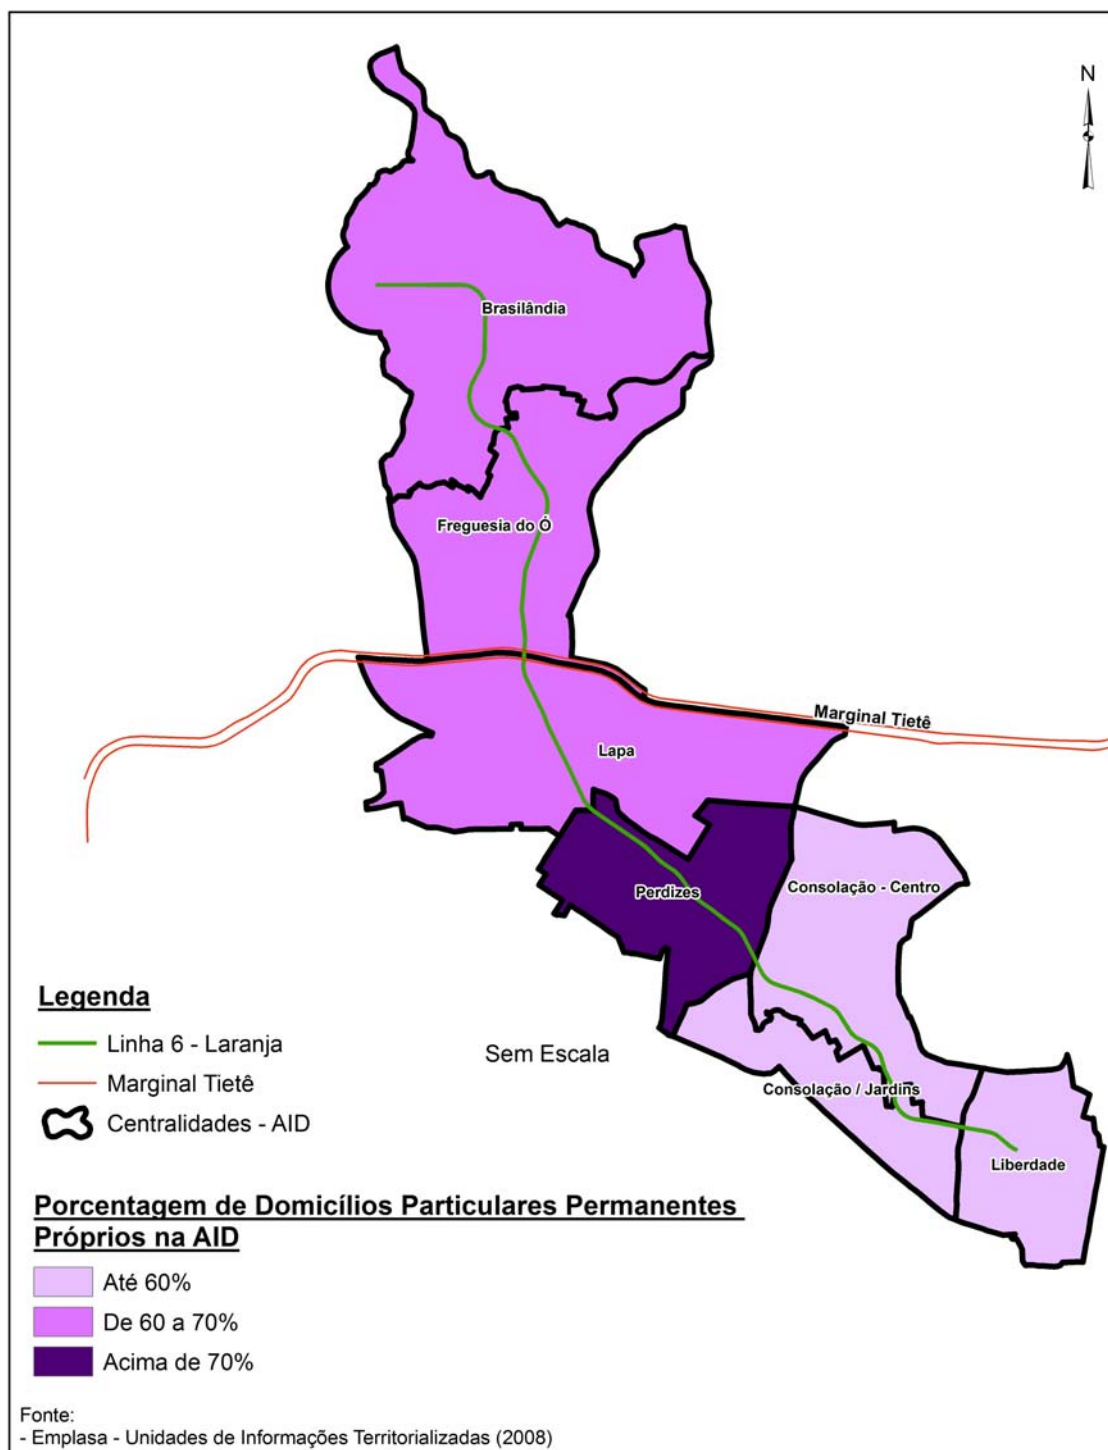 N
Brasilândia
Freguesia do Ó
Marginal Tietê
Lapa
Perdizes
Consolação - Centro
Legenda
Linha 6 - Laranja
Marginal Tietê
Centralidades - AID
Sem Escala
Consolação / Jardins
Liberdade
Porcentagem de Domicílios Particulares Permanentes
Próprios na AID
Até 60%
De 60 a 70%
Acima de 70%
Fonte:
- Emplasa - Unidades de Informações Territorializadas (2008)